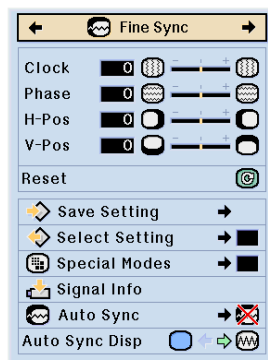 Fine Sync
Clock 0
Phase 0
H-Pos 0
V-Pos 0
Reset
Save Setting
Select Setting
Special Modes
Signal Info
Auto Sync
Auto Sync Disp